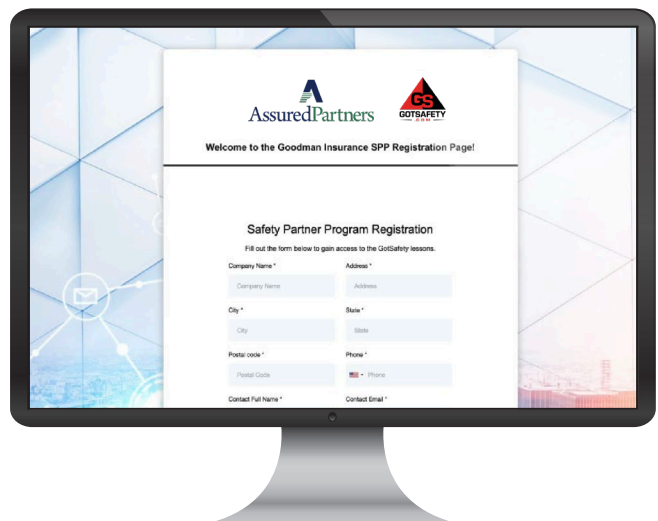 AssuredPartners
GS
GOTSAFETY
.COM
Welcome to the Goodman Insurance SPP Registration Page!
Safety Partner Program Registration
Fill out the form below to gain access to the GotSafety lessons.
Company Name * Address *
Company Name Address
City * State *
City State
Postal code * Phone *
Postal Code Phone
Contact Full Name * Contact Email *